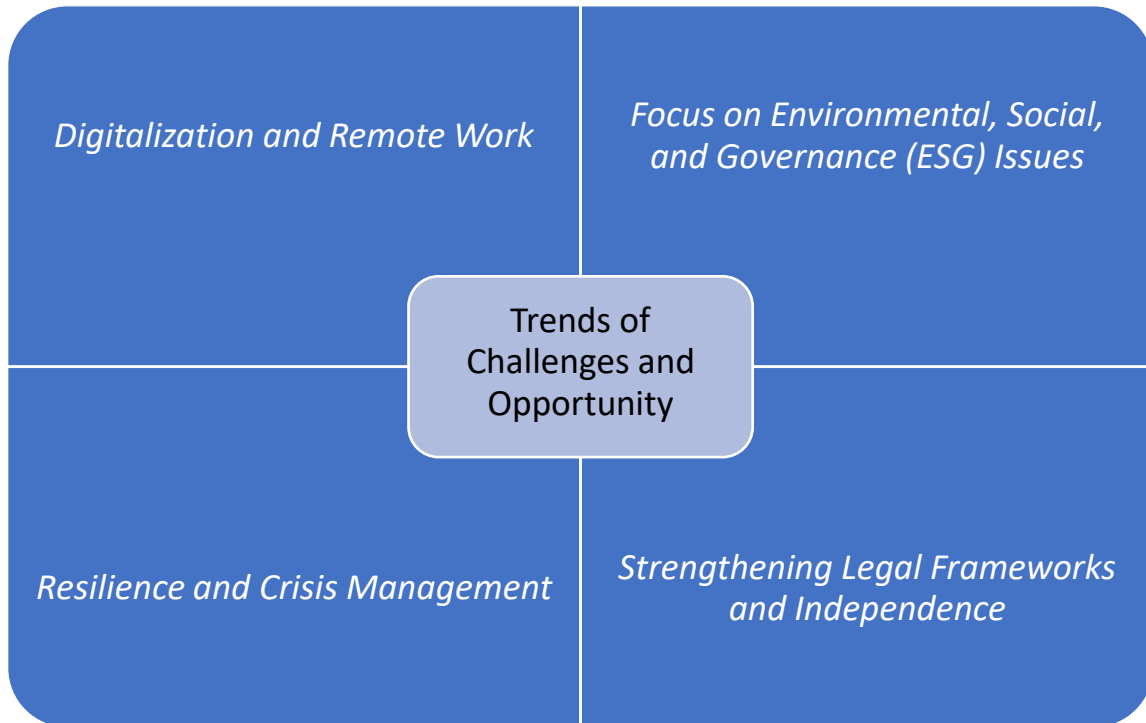 Digitalization and Remote Work
Focus on Environmental, Social,
and Governance (ESG) Issues
Trends of
Challenges and
Opportunity
Resilience and Crisis Management
Strengthening Legal Frameworks
and Independence